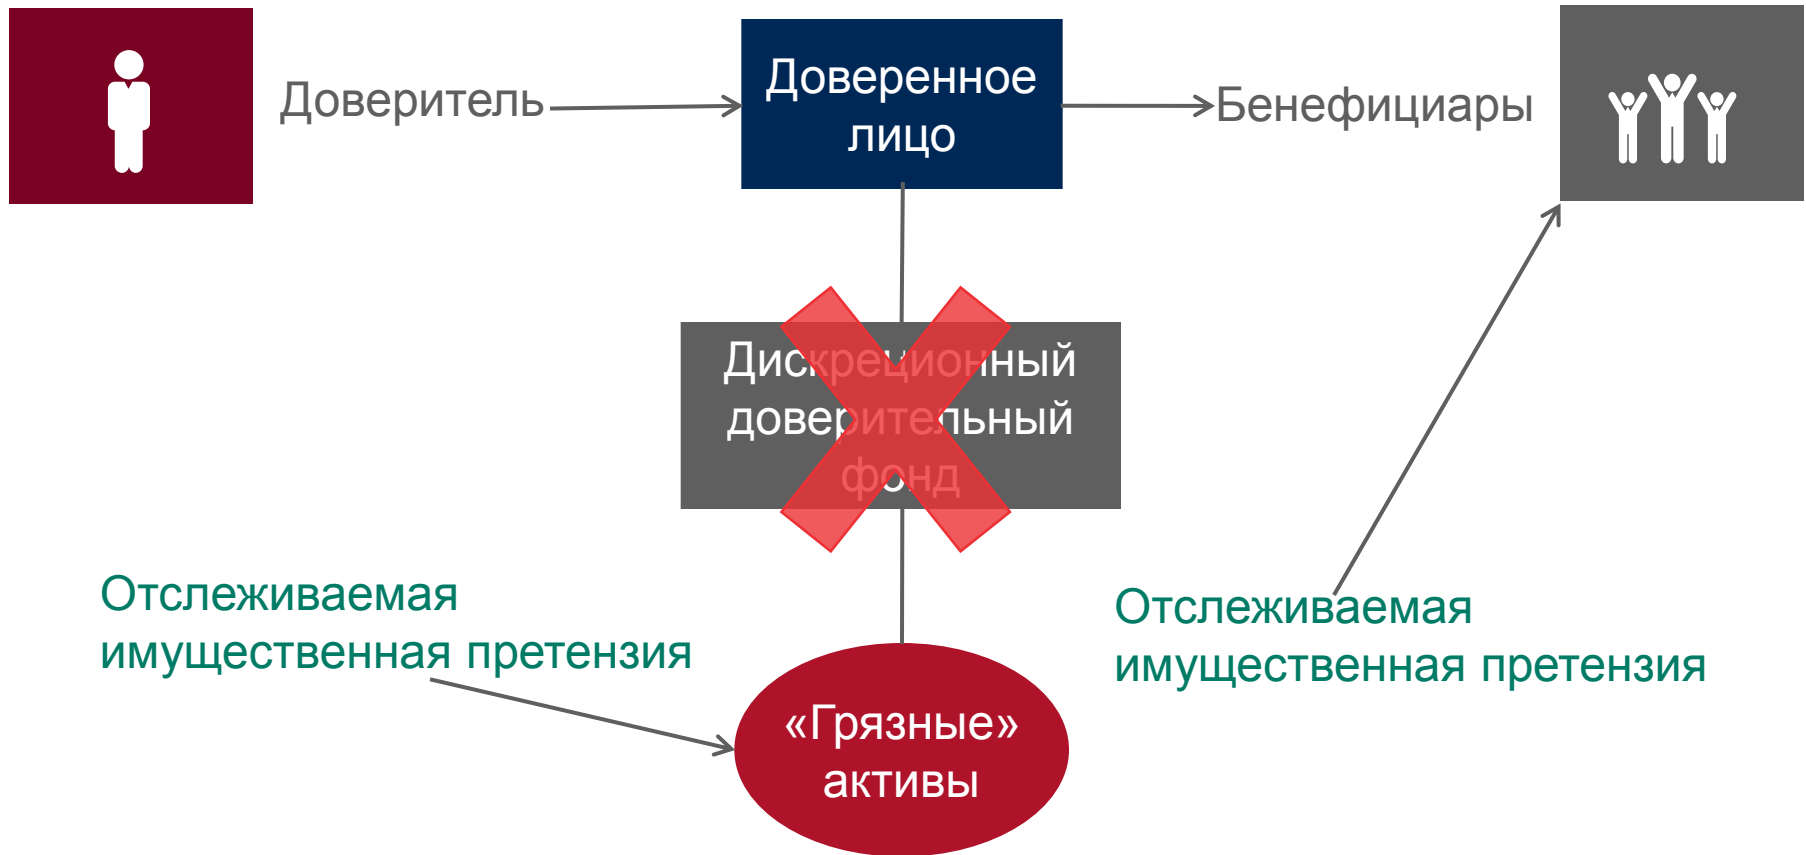 Доверитель
Доверенное
лицо
Бенефициары
Дискреционный
доверительный
фонд
Отслеживаемая
имущественная претензия
Отслеживаемая
имущественная претензия
«Грязные»
активы